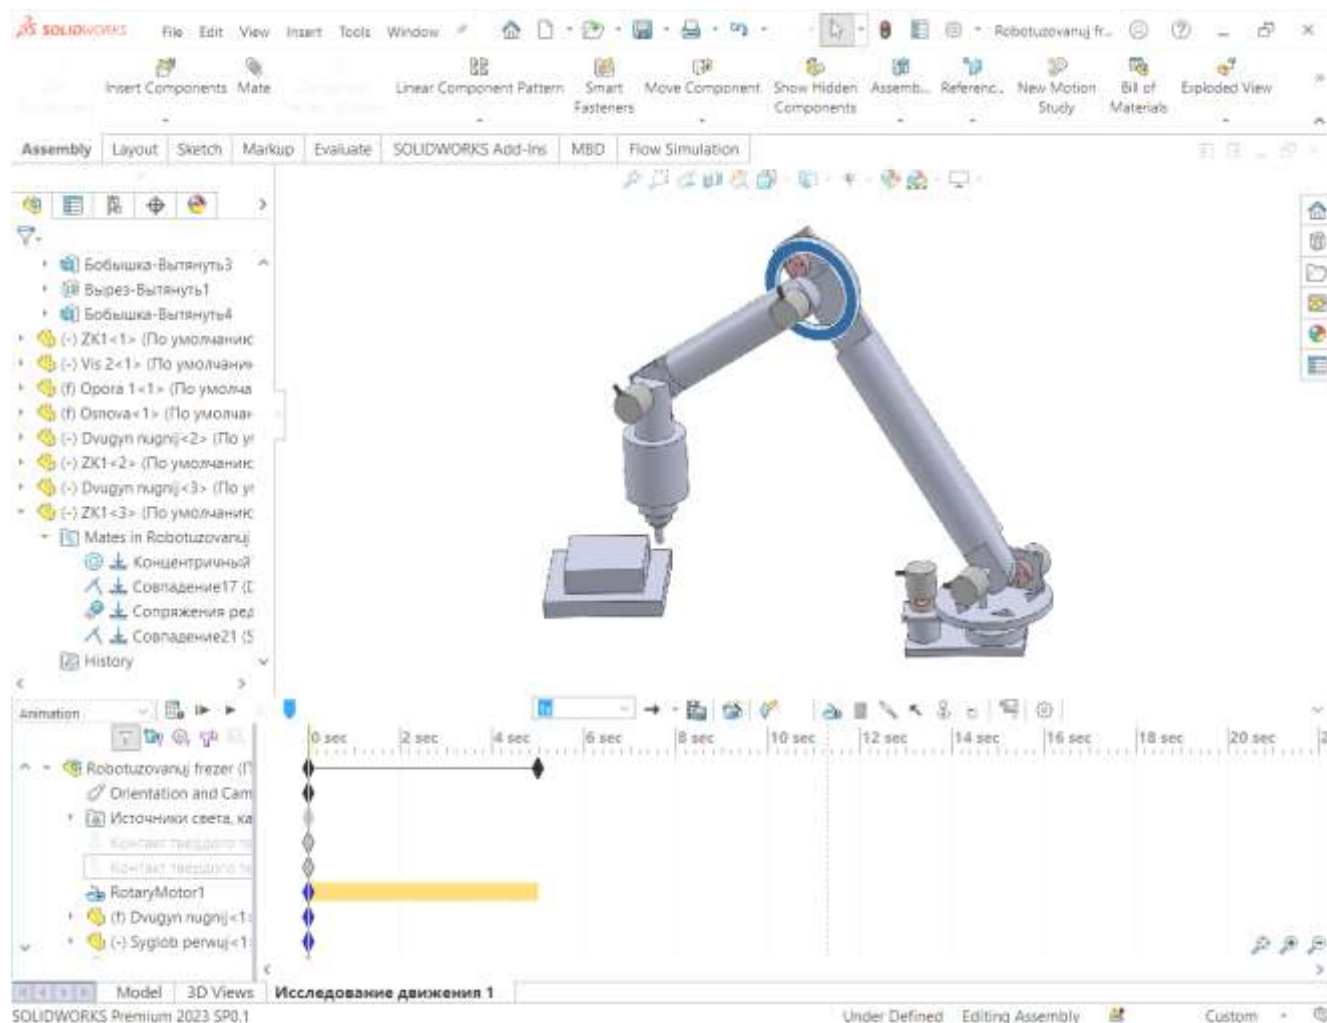 SOLIDWORKS File Edit View Insert Tools Window Robotuzovanuj fr...
Insert Components Mate Linear Component Pattern Smart Fasteners Move Component Show Hidden Components Assemb... Referenc... New Motion Study Bill of Materials Exploded View
Assembly Layout Sketch Markup Evaluate SOLIDWORKS Add-Ins MBD Flow Simulation
Бобышка-Вытянуть3
Вырез-Вытянуть1
Бобышка-Вытянуть4
(-) ZK1<1> (По умолчанию
(-) Vis 2<1> (По умолчани
(f) Opora 1<1> (По умолча
(f) Osnova<1> (По умолча
(-) Dvugyn nugnij<2> (По у
(-) ZK1<2> (По умолчанию
(-) Dvugyn nugnij<3> (По у
(-) ZK1<3> (По умолчанию
Mates in Robotuzovanuj
Концентричный
Совпадение17 (
Сопряжения ред
Совпадение21 (
History
Animation
0 sec 2 sec 4 sec 6 sec 8 sec 10 sec 12 sec 14 sec 16 sec 18 sec 20 sec
Robotuzovanuj frezer (П
Orientation and Cam
Источники света, ка
Контакт твердого те
Контакт твердого те
RotaryMotor1
(f) Dvugyn nugnij<1
(-) Syglob perwuj<1
Model 3D Views Исследование движения 1
SOLIDWORKS Premium 2023 SP0.1 Under Defined Editing Assembly Custom